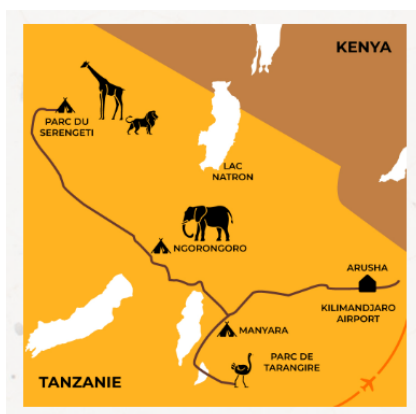 KENYA
PARC DU
SERENGETI
LAC
NATRON
NGORONGORO
ARUSHA
KILIMANDJARO
AIRPORT
MANYARA
PARC DE
TARANGIRE
TANZANIE